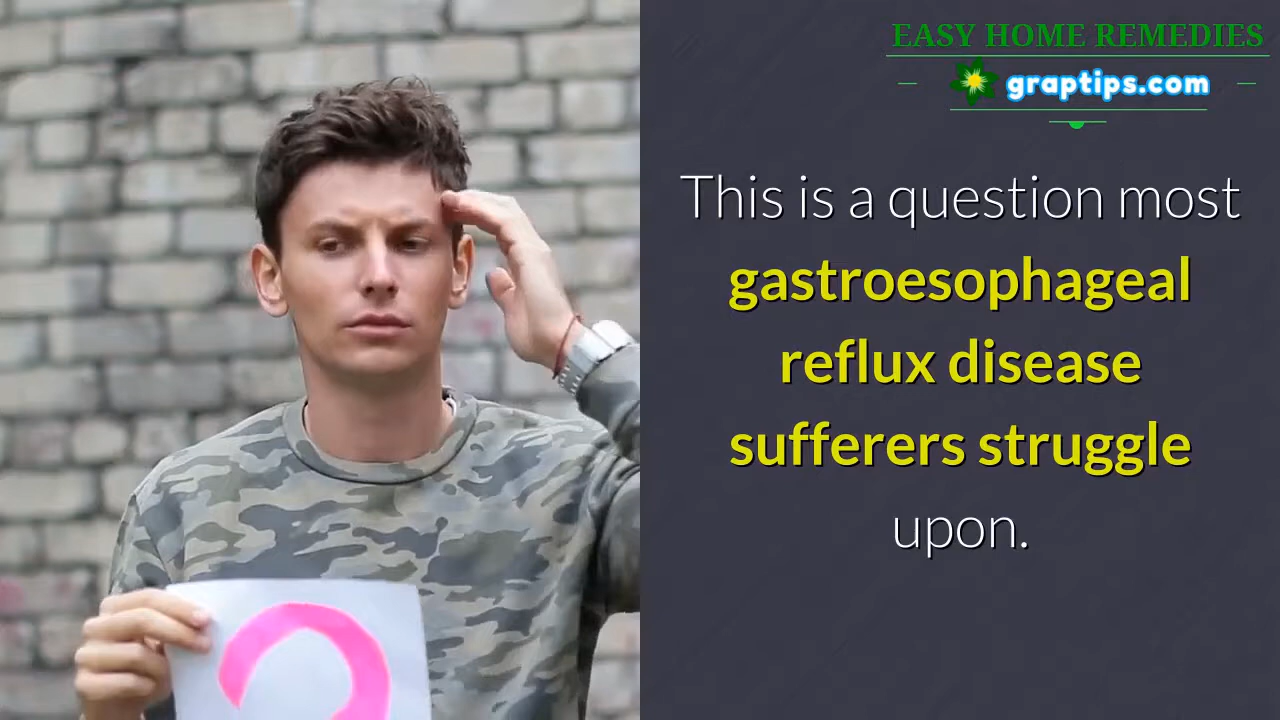 EASY HOME REMEDIES
graptips.com
This is a question most
gastroesophageal
reflux disease
sufferers struggle
upon.
?